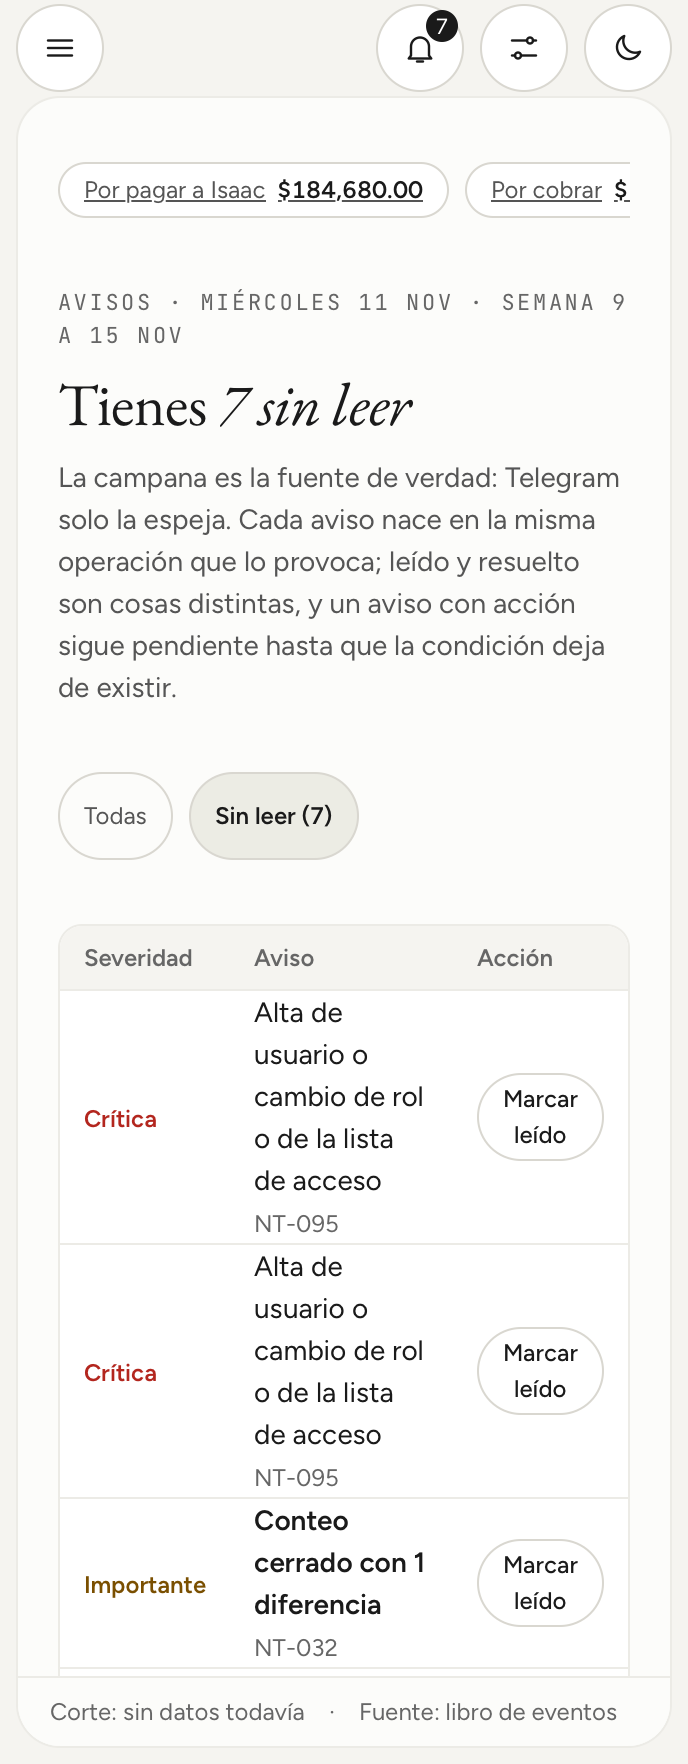 7
Por pagar a Isaac $184,680.00
Por cobrar $
AVISOS · MIÉRCOLES 11 NOV · SEMANA 9
A 15 NOV
Tienes 7 sin leer
La campana es la fuente de verdad: Telegram
solo la espeja. Cada aviso nace en la misma
operación que lo provoca; leído y resuelto
son cosas distintas, y un aviso con acción
sigue pendiente hasta que la condición deja
de existir.
Todas
Sin leer (7)
Severidad Aviso Acción
Crítica
Alta de
usuario o
cambio de rol
o de la lista
de acceso
NT-095
Marcar
leído
Crítica
Alta de
usuario o
cambio de rol
o de la lista
de acceso
NT-095
Marcar
leído
Importante
Conteo
cerrado con 1
diferencia
NT-032
Marcar
leído
Corte: sin datos todavía · Fuente: libro de eventos